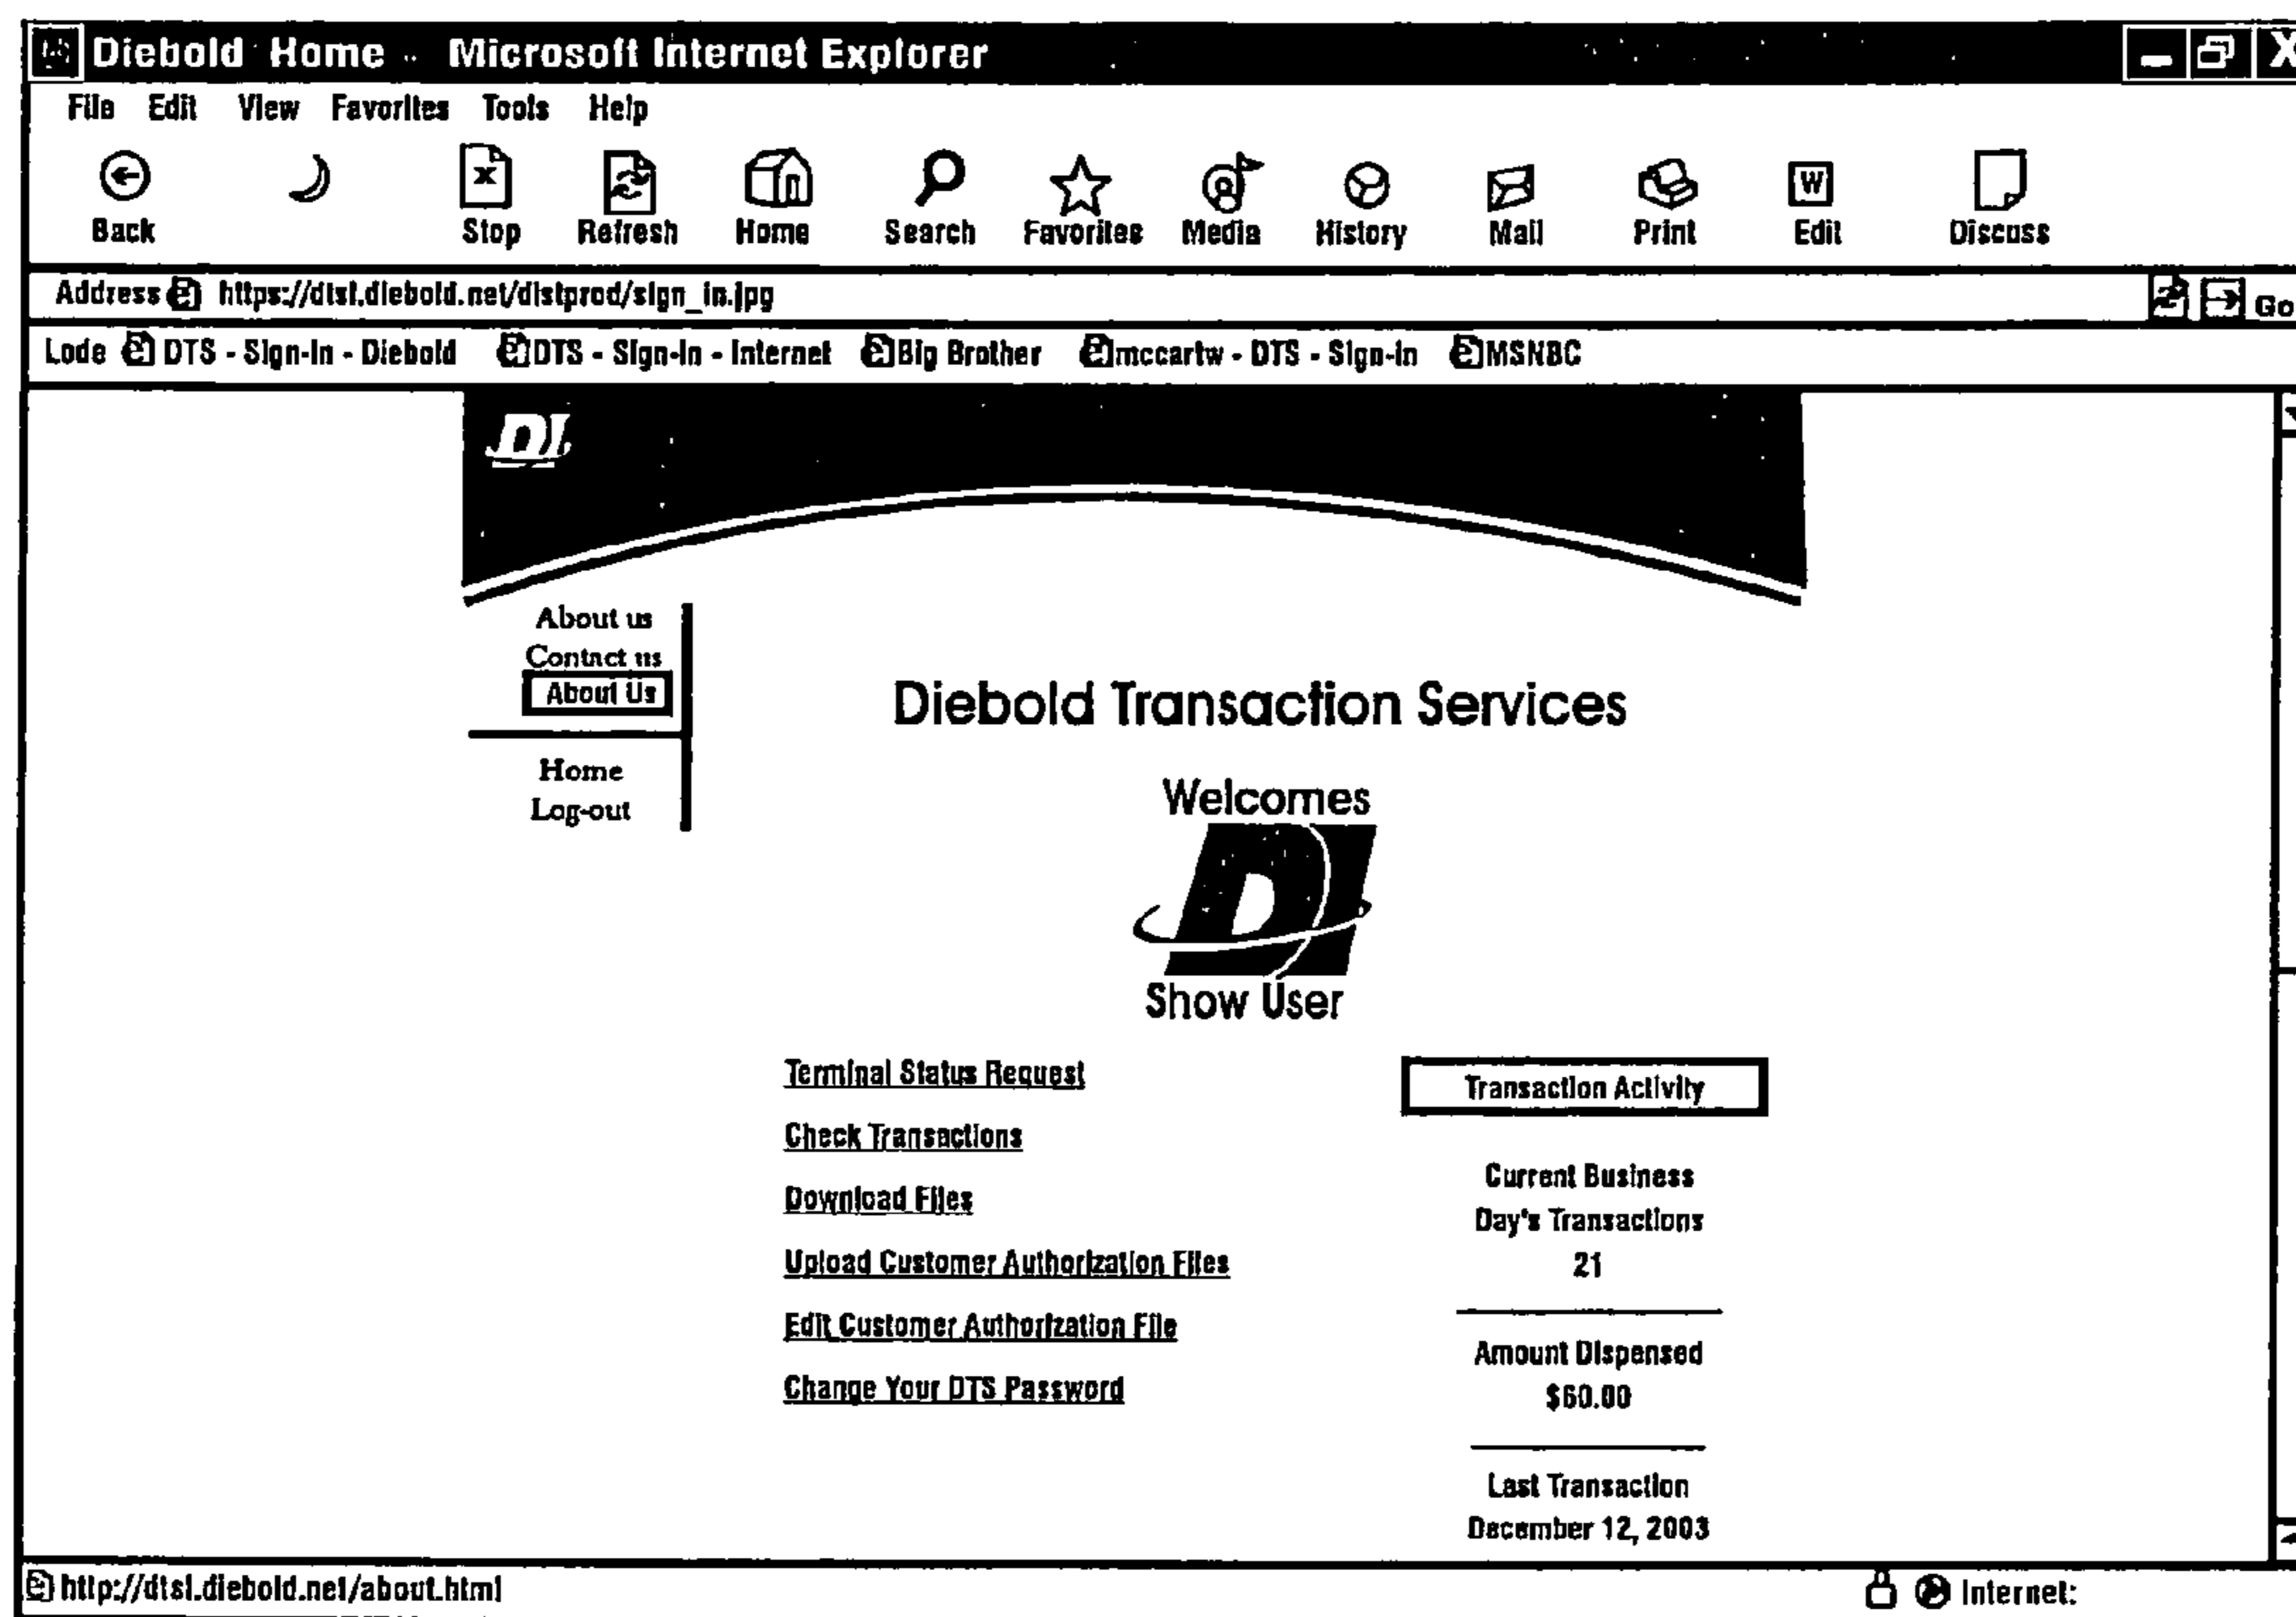 Diebold Home - Microsoft Internet Explorer
File Edit View Favorites Tools Help
Back Stop Refresh Home Search Favorites Media History Mail Print Edit Discuss
Address https://dtsl.diebold.net/distprod/sign_in.jpg Go
Lode DTS - Sign-In - Diebold DTS - Sign-In - Internet Big Brother mccartw - DTS - Sign-In MSNBC
DI
About us
Contact us
About Us
Home
Log-out
Diebold Transaction Services
Welcomes
DI
Show User
Terminal Status Request
Check Transactions
Download Files
Upload Customer Authorization Files
Edit Customer Authorization File
Change Your DTS Password
Transaction Activity
Current Business
Day's Transactions
21
Amount Dispensed
$60.00
Last Transaction
December 12, 2003
http://dtsl.diebold.net/about.html Internet: